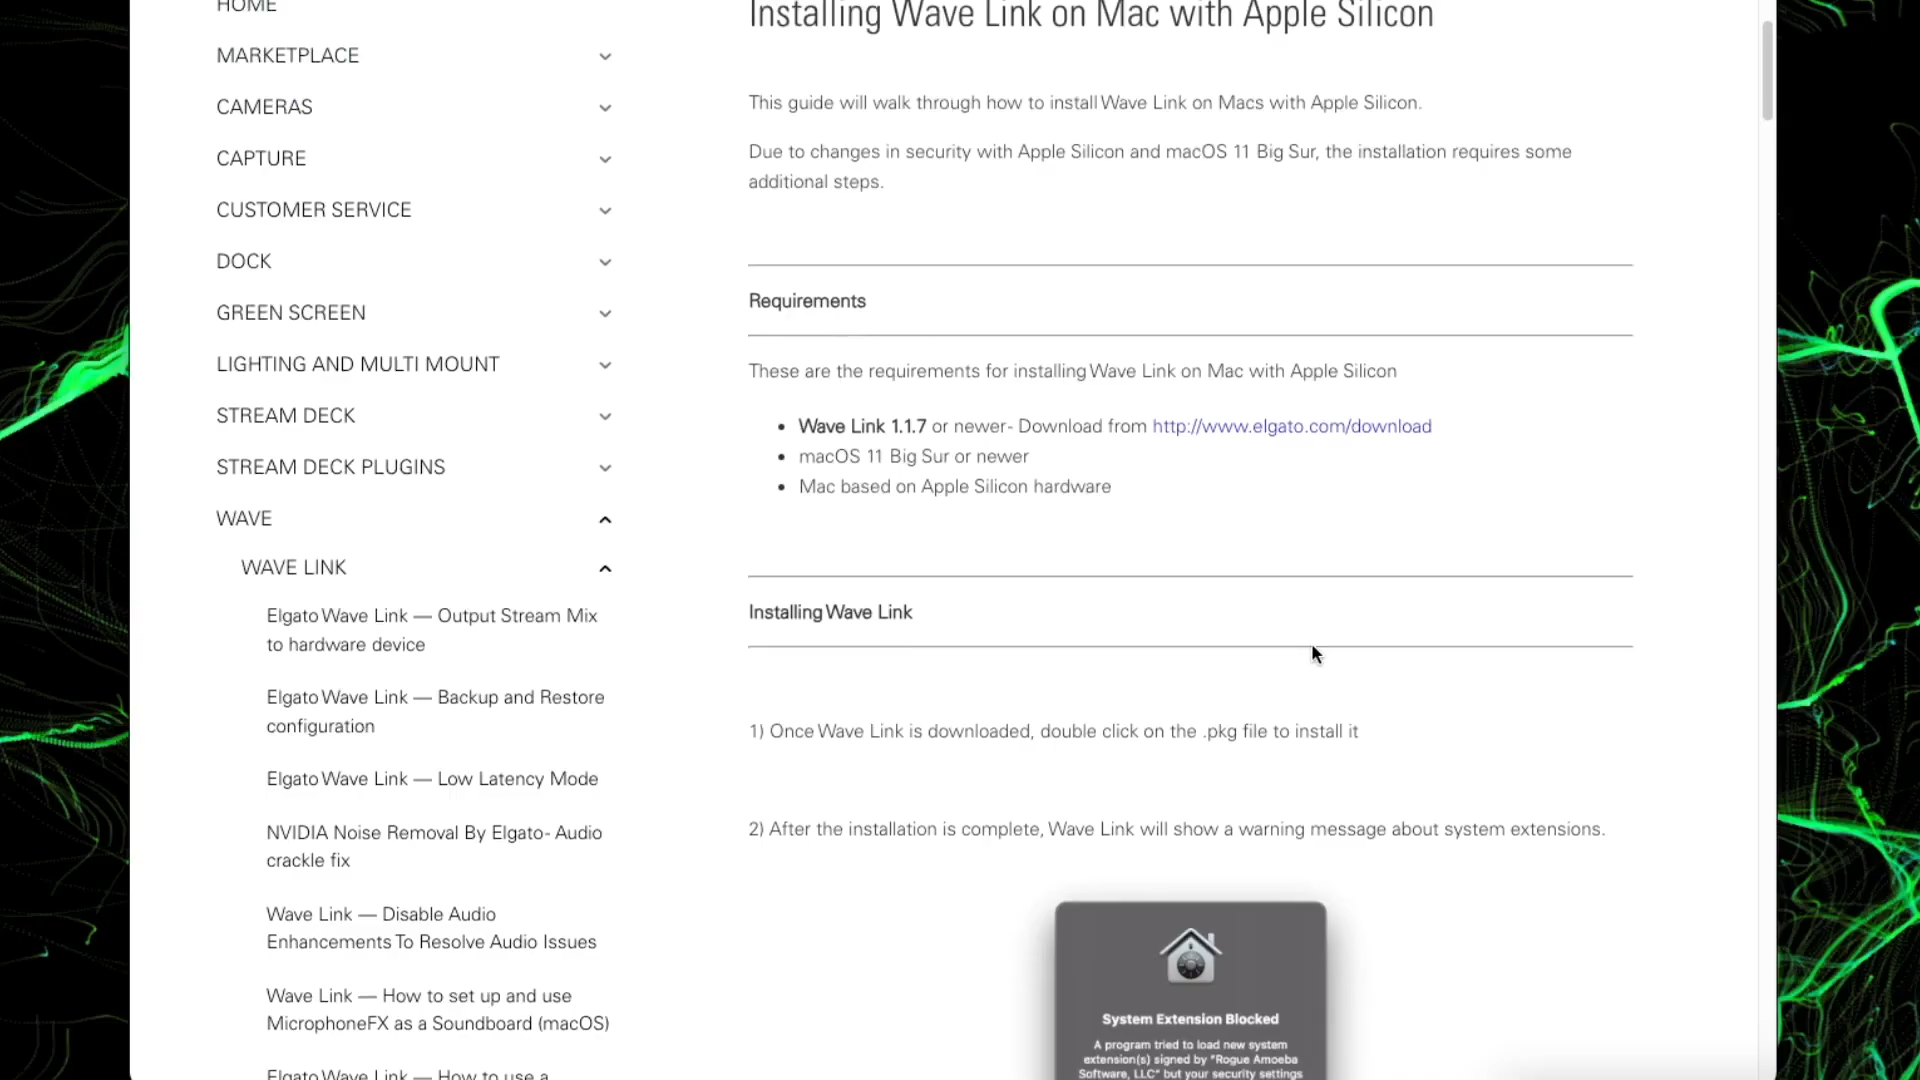 HOME
MARKETPLACE
CAMERAS
CAPTURE
CUSTOMER SERVICE
DOCK
GREEN SCREEN
LIGHTING AND MULTI MOUNT
STREAM DECK
STREAM DECK PLUGINS
WAVE
WAVE LINK
Elgato Wave Link — Output Stream Mix
to hardware device
Elgato Wave Link — Backup and Restore
configuration
Elgato Wave Link — Low Latency Mode
NVIDIA Noise Removal By Elgato - Audio
crackle fix
Wave Link — Disable Audio
Enhancements To Resolve Audio Issues
Wave Link — How to set up and use
MicrophoneFX as a Soundboard (macOS)
Elgato Wave Link — How to use a
Installing Wave Link on Mac with Apple Silicon
This guide will walk through how to install Wave Link on Macs with Apple Silicon.
Due to changes in security with Apple Silicon and macOS 11 Big Sur, the installation requires some
additional steps.
Requirements
These are the requirements for installing Wave Link on Mac with Apple Silicon
• Wave Link 1.1.7 or newer - Download from http://www.elgato.com/download
• macOS 11 Big Sur or newer
• Mac based on Apple Silicon hardware
Installing Wave Link
1) Once Wave Link is downloaded, double click on the .pkg file to install it
2) After the installation is complete, Wave Link will show a warning message about system extensions.
System Extension Blocked
A program tried to load new system
extension(s) signed by "Rogue Amoeba
Software, LLC" but your security settings